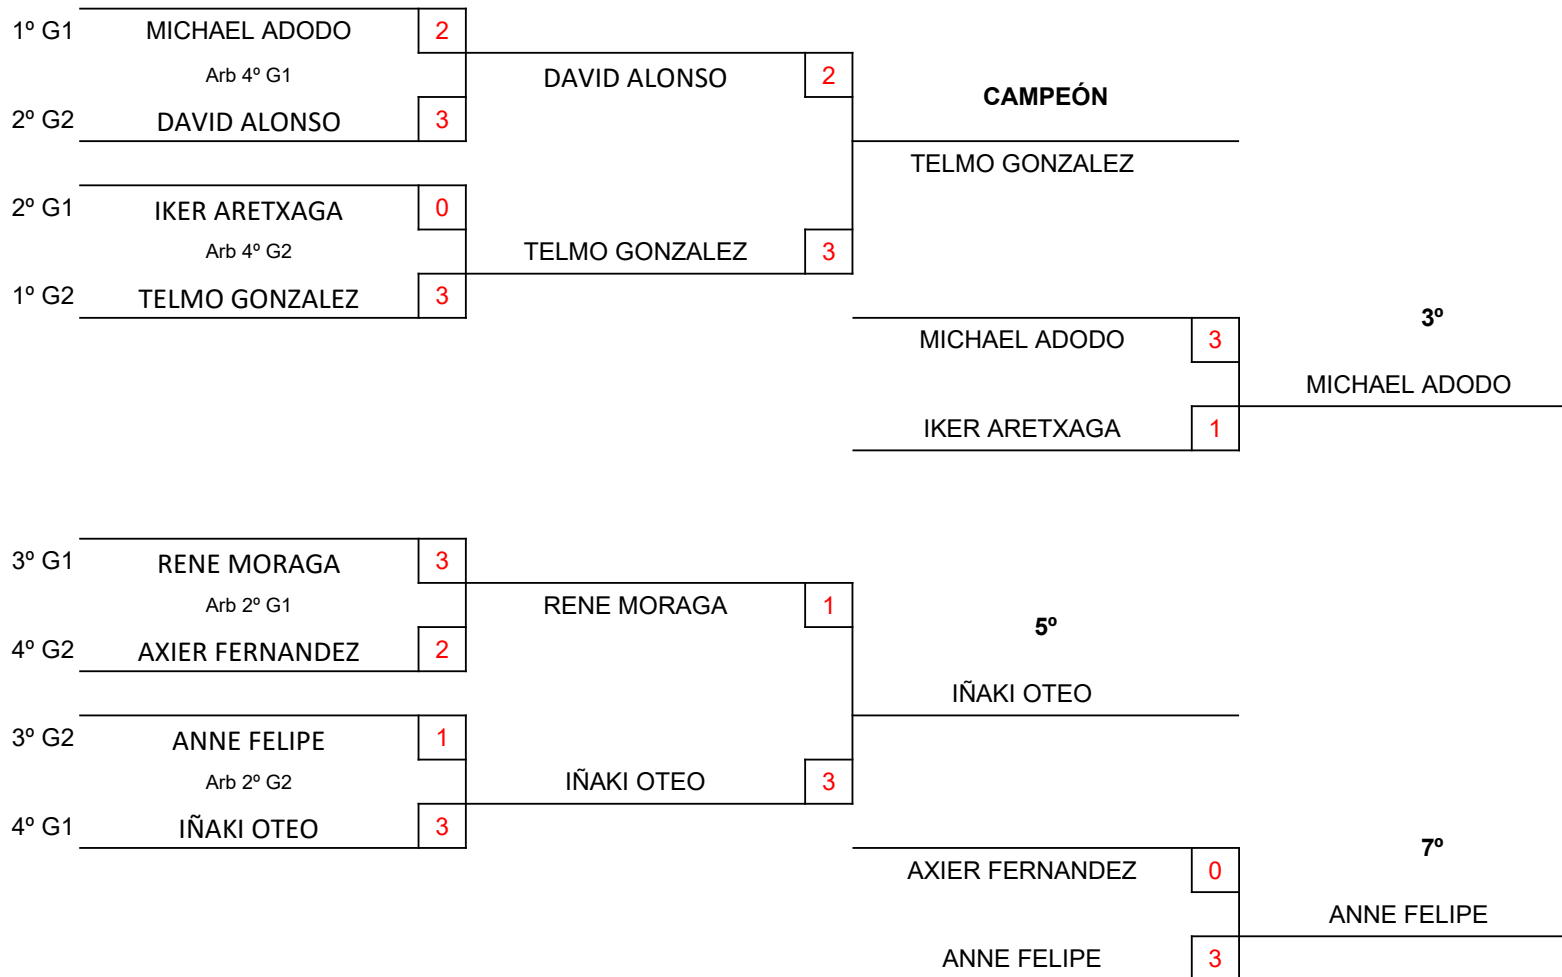 1º G1 MICHAEL ADODO 2
Arb 4º G1 DAVID ALONSO 2
CAMPEÓN
2º G2 DAVID ALONSO 3
TELMO GONZALEZ
2º G1 IKER ARETXAGA 0
Arb 4º G2 TELMO GONZALEZ 3
1º G2 TELMO GONZALEZ 3
3º
MICHAEL ADODO 3
MICHAEL ADODO
IKER ARETXAGA 1
3º G1 RENE MORAGA 3
Arb 2º G1 RENE MORAGA 1
5º
4º G2 AXIER FERNANDEZ 2
IÑAKI OTEO
3º G2 ANNE FELIPE 1
Arb 2º G2 IÑAKI OTEO 3
4º G1 IÑAKI OTEO 3
7º
AXIER FERNANDEZ 0
ANNE FELIPE
ANNE FELIPE 3